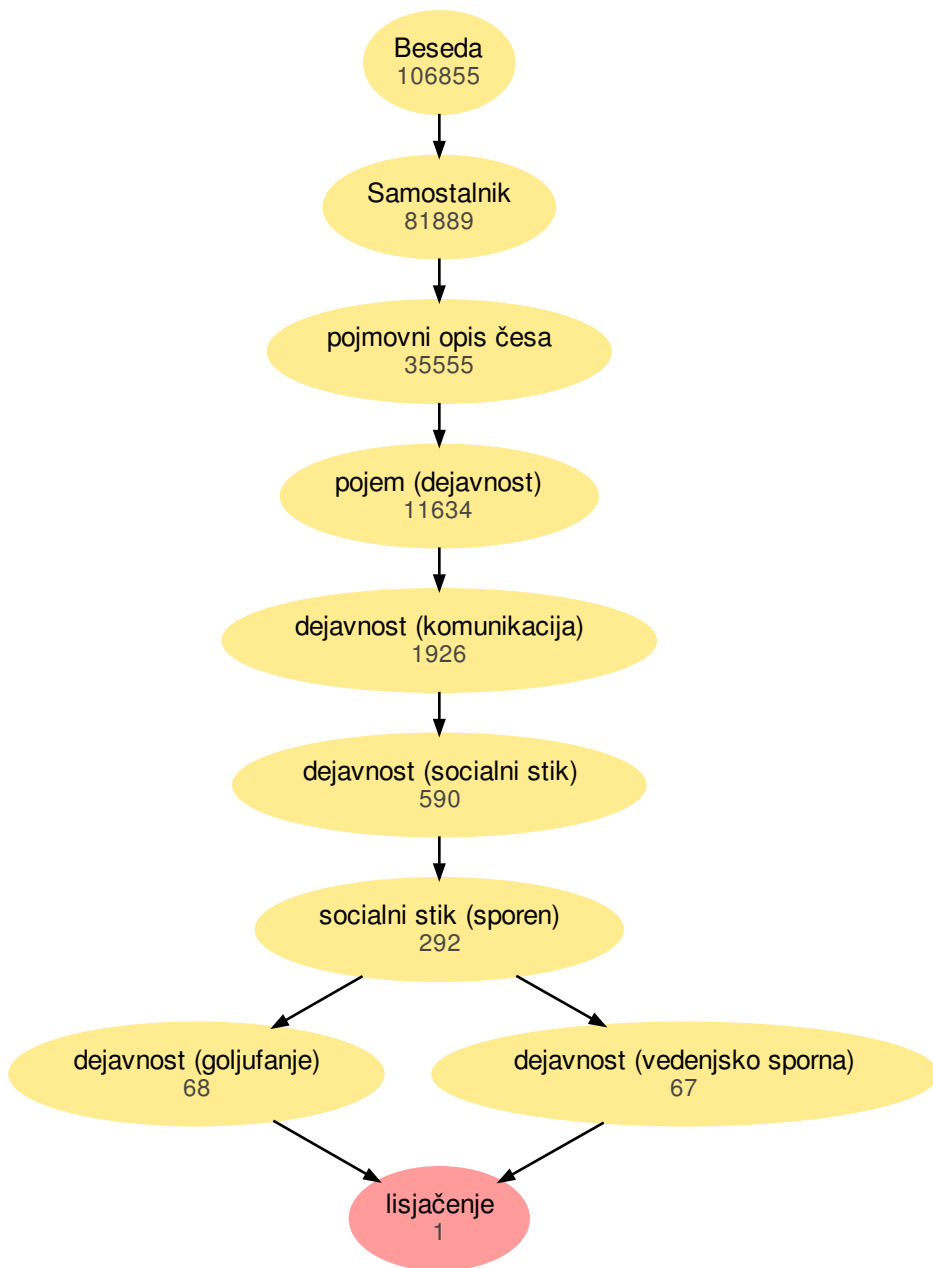 Beseda
106855
Samostalnik
81889
pojmovni opis česa
35555
pojem (dejavnost)
11634
dejavnost (komunikacija)
1926
dejavnost (socialni stik)
590
socialni stik (sporen)
292
dejavnost (goljufanje)
68
dejavnost (vedenjsko sporna)
67
lisjačenje
1